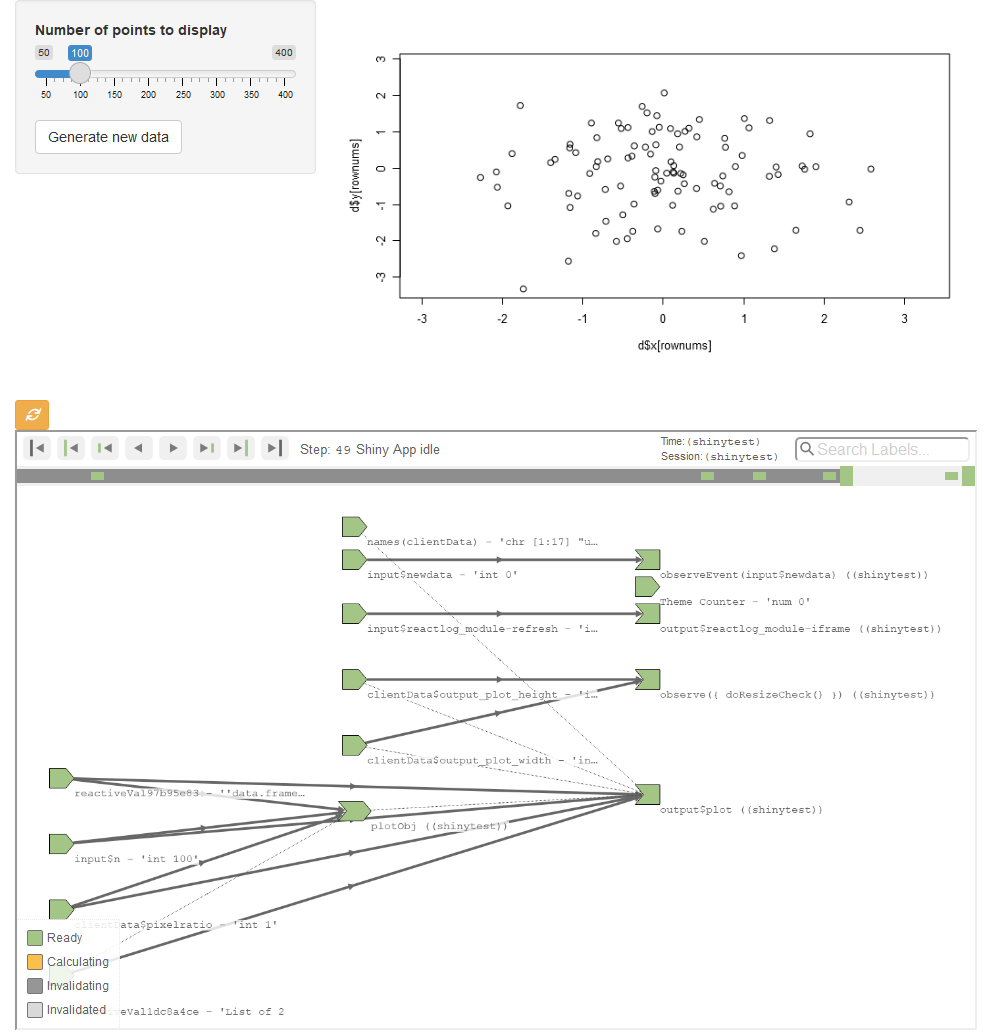 Number of points to display
50 100 400
50 100 150 200 250 300 350 400
Generate new data
3
2
1
0
-1
-2
-3
d$y[rownums]
-3 -2 -1 0 1 2 3
d$x[rownums]
Step: 49 Shiny App idle
Time: (shinytest)
Session: (shinytest)
Search Labels...
names(clientData) - 'chr [1:17] "u…
input$newdata - 'int 0'
observeEvent(input$newdata) ((shinytest))
Theme Counter - 'num 0'
input$reactlog_module-refresh - 'i…
output$reactlog_module-iframe ((shinytest))
clientData$output_plot_height - 'i…
observe({ doResizeCheck() }) ((shinytest))
clientData$output_plot_width - 'in…
reactiveVal97b95e83 - ''data.frame…
output$plot ((shinytest))
plotObj ((shinytest))
input$n - 'int 100'
clientData$pixelratio - 'int 1'
Ready
Calculating
Invalidating
Invalidated
veVal1dc8a4ce - 'List of 2